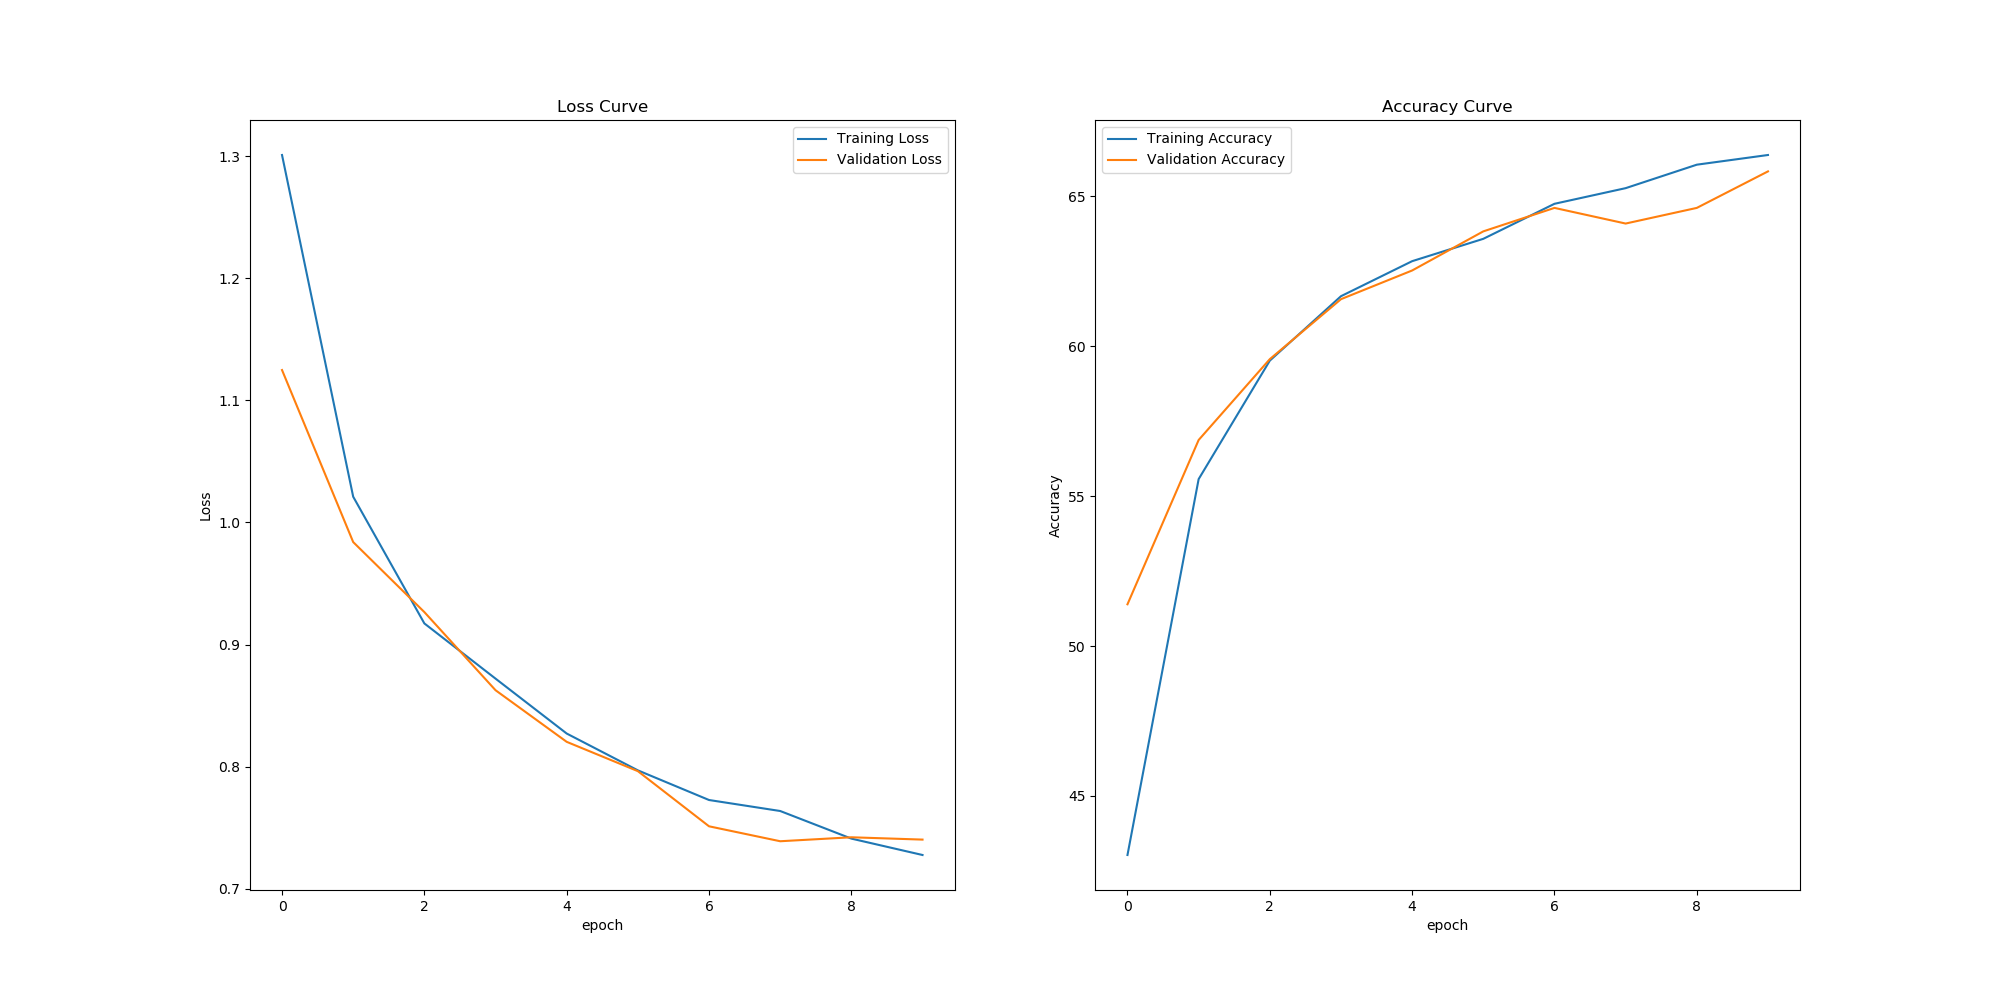 Loss Curve
Training Loss
Validation Loss
1.3
1.2
1.1
1.0
0.9
0.8
0.7
Loss
0 2 4 6 8
epoch
Accuracy Curve
Training Accuracy
Validation Accuracy
65
60
55
50
45
Accuracy
0 2 4 6 8
epoch